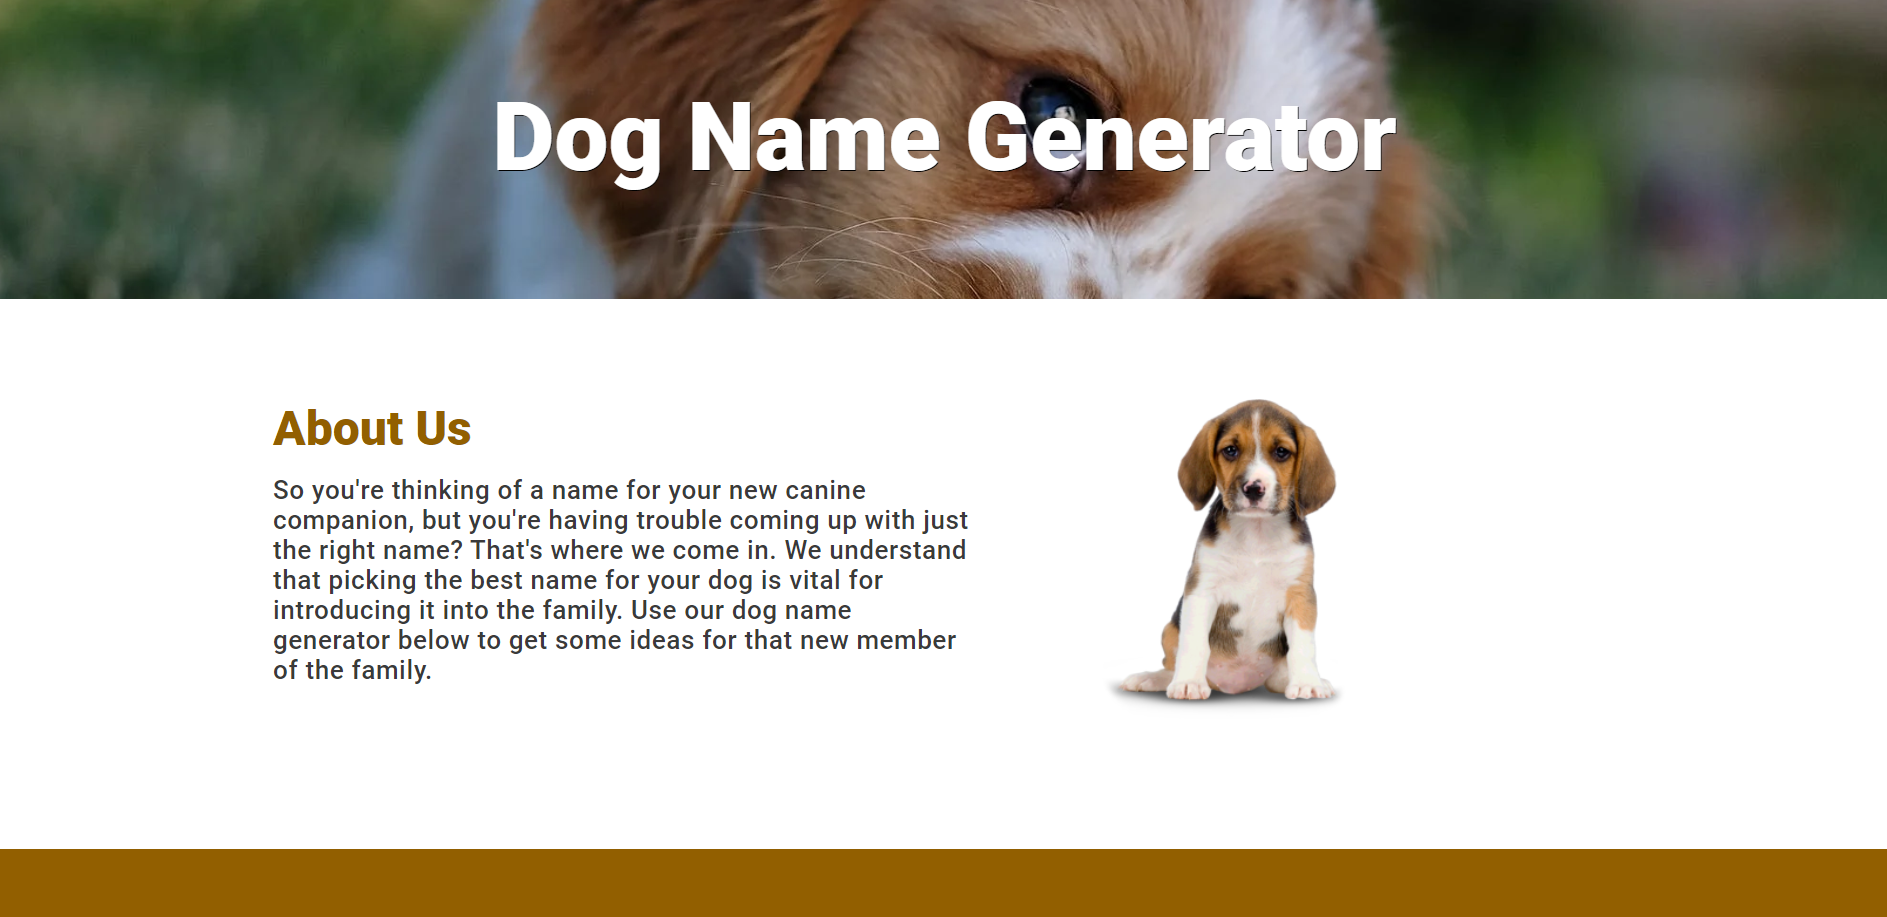 Dog Name Generator
About Us
So you're thinking of a name for your new canine
companion, but you're having trouble coming up with just
the right name? That's where we come in. We understand
that picking the best name for your dog is vital for
introducing it into the family. Use our dog name
generator below to get some ideas for that new member
of the family.